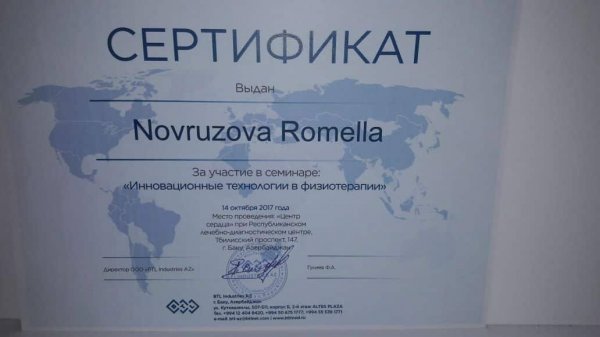 СЕРТИФИКАТ
Выдан
Novruzova Romella
За участие в семинаре:
«Инновационные технологии в физиотерапии»
14 октября 2017 года
Место проведения: «Центр
сердца» при Республиканском
лечебно-диагностическом центре,
Тбилисский проспект, 147,
г. Баку, Азербайджан
Директор ООО «BTL Industries AZ»
Гулиев Ф.А.
BTL Industries AZ
г. Баку, Азербайджан